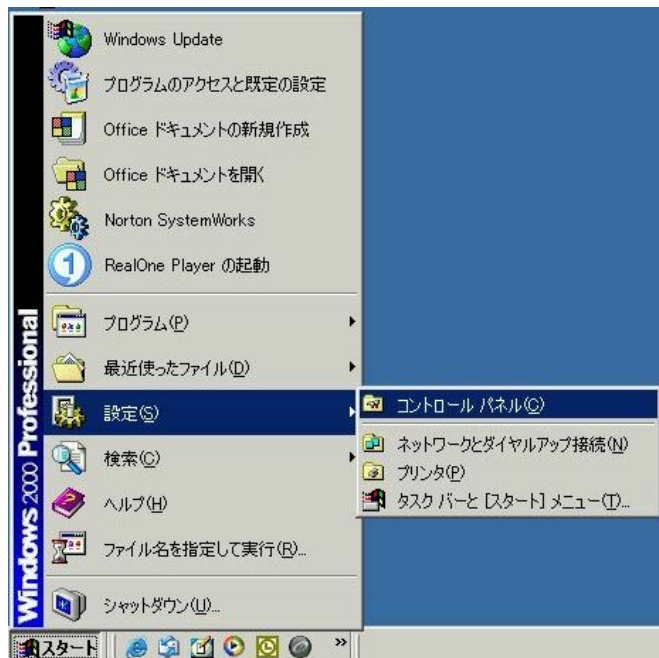 Windows Update
プログラムのアクセスと既定の設定
Office ドキュメントの新規作成
Office ドキュメントを開く
Norton SystemWorks
RealOne Player の起動
プログラム(P)
最近使ったファイル(D)
設定(S)
検索(C)
ヘルプ(H)
ファイル名を指定して実行(R)...
シャットダウン(U)...
Windows 2000 Professional
コントロール パネル(C)
ネットワークとダイヤルアップ接続(N)
プリンタ(P)
タスク バーと [スタート] メニュー(T)...
スタート
»